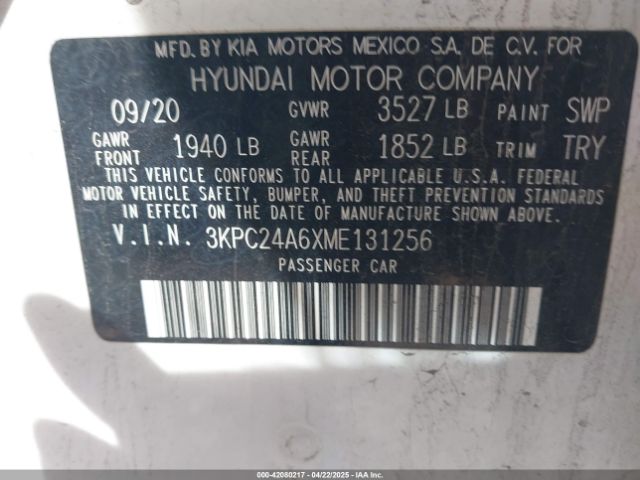 MFD. BY KIA MOTORS MEXICO S.A. DE C.V. FOR
HYUNDAI MOTOR COMPANY
09/20 GVWR 3527 LB PAINT SWP
GAWR FRONT 1940 LB GAWR REAR 1852 LB TRIM TRY
THIS VEHICLE CONFORMS TO ALL APPLICABLE U.S.A. FEDERAL
MOTOR VEHICLE SAFETY, BUMPER, AND THEFT PREVENTION STANDARDS
IN EFFECT ON THE DATE OF MANUFACTURE SHOWN ABOVE.
V.I.N. 3KPC24A6XME131256
PASSENGER CAR
000-42080217 - 04/22/2025 - IAAI.COM